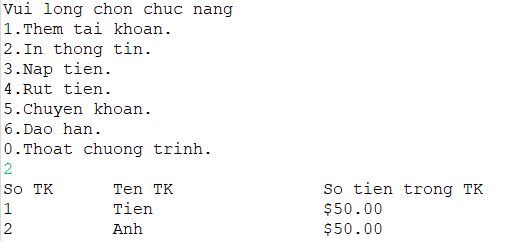 Vui long chon chuc nang
1.Them tai khoan.
2.In thong tin.
3.Nap tien.
4.Rut tien.
5.Chuyen khoan.
6.Dao han.
0.Thoat chuong trinh.
2
So TK Ten TK So tien trong TK
1 Tien $50.00
2 Anh $50.00